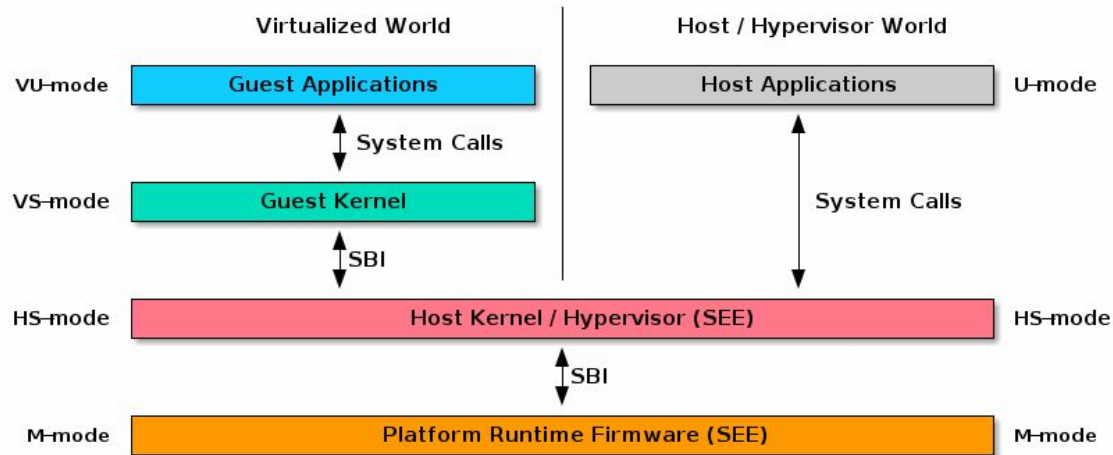 Virtualized World
Host / Hypervisor World
VU-mode
Guest Applications
Host Applications
U-mode
System Calls
VS-mode
Guest Kernel
System Calls
SBI
HS-mode
Host Kernel / Hypervisor (SEE)
HS-mode
SBI
M-mode
Platform Runtime Firmware (SEE)
M-mode